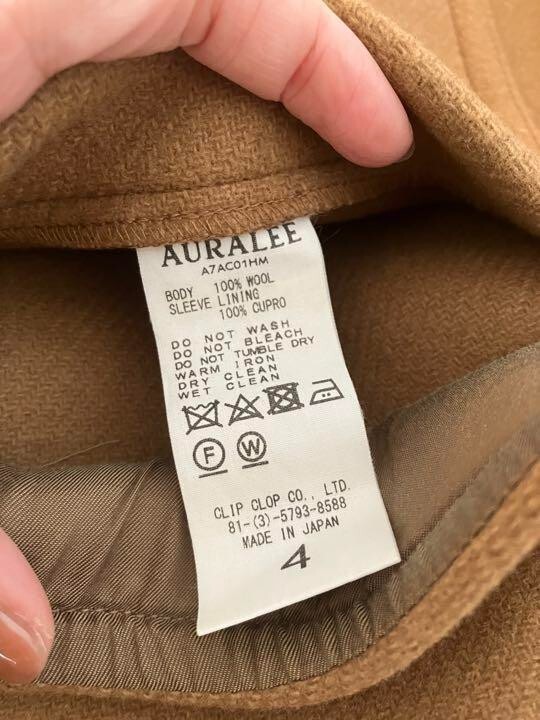 AURALEE
A7AC01HM
BODY 100% WOOL
SLEEVE LINING
100% CUPRO
DO NOT WASH
DO NOT BLEACH
DO NOT TUMBLE DRY
WARM IRON
DRY CLEAN
WET CLEAN
F W
CLIP CLOP CO., LTD.
81-(3)-5793-8588
MADE IN JAPAN
4